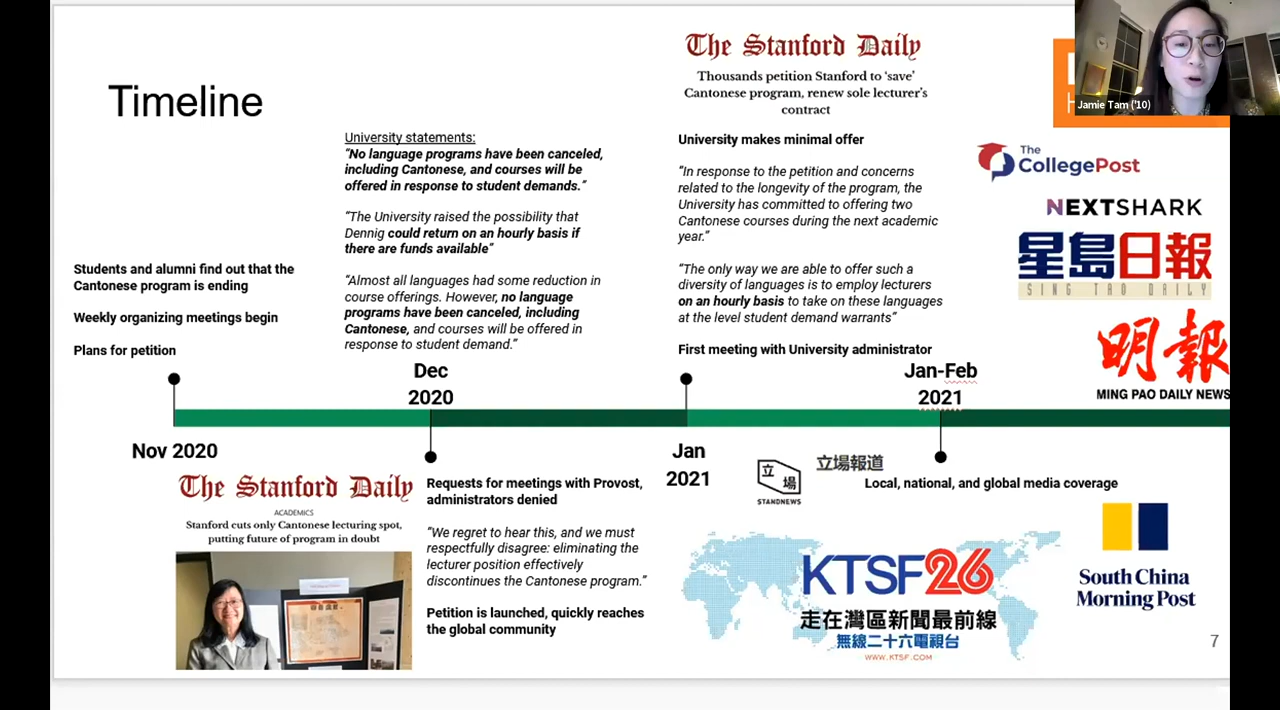 Timeline
Students and alumni find out that the
Cantonese program is ending
Weekly organizing meetings begin
Plans for petition
Nov 2020
The Stanford Daily
ACADEMICS
Stanford cuts only Cantonese lecturing spot,
putting future of program in doubt
University statements:
“No language programs have been canceled,
including Cantonese, and courses will be
offered in response to student demands.”
“The University raised the possibility that
Dennig could return on an hourly basis if
there are funds available”
“Almost all languages had some reduction in
course offerings. However, no language
programs have been canceled, including
Cantonese, and courses will be offered in
response to student demand.”
Dec
2020
Requests for meetings with Provost,
administrators denied
“We regret to hear this, and we must
respectfully disagree: eliminating the
lecturer position effectively
discontinues the Cantonese program.”
Petition is launched, quickly reaches
the global community
The Stanford Daily
Thousands petition Stanford to ‘save’
Cantonese program, renew sole lecturer’s
contract
University makes minimal offer
“In response to the petition and concerns
related to the longevity of the program, the
University has committed to offering two
Cantonese courses during the next academic
year.”
“The only way we are able to offer such a
diversity of languages is to employ lecturers
on an hourly basis to take on these languages
at the level student demand warrants”
First meeting with University administrator
Jan
2021
Jan-Feb
2021
Local, national, and global media coverage
立場報道
立場
STANDNEWS
KTSF26
走在灣區新聞最前線
無線二十六電視台
WWW.KTSF.COM
Jamie Tam ('10)
The
CollegePost
NEXTSHARK
星島日報
SING TAO DAILY
明報
MING PAO DAILY NEWS
South China
Morning Post
7